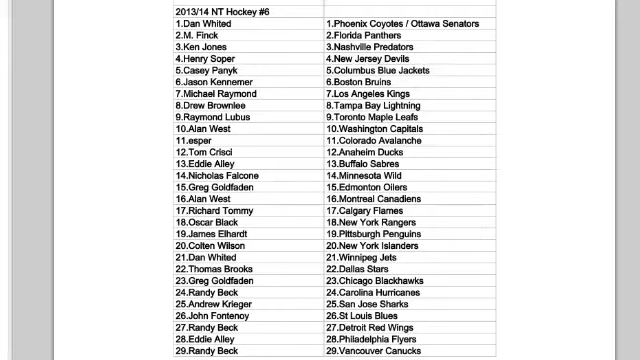 2013/14 NT Hockey #6
1.Dan Whited 1.Phoenix Coyotes / Ottawa Senators
2.M. Finck 2.Florida Panthers
3.Ken Jones 3.Nashville Predators
4.Henry Soper 4.New Jersey Devils
5.Casey Panyk 5.Columbus Blue Jackets
6.Jason Kennemer 6.Boston Bruins
7.Michael Raymond 7.Los Angeles Kings
8.Drew Brownlee 8.Tampa Bay Lightning
9.Raymond Lubus 9.Toronto Maple Leafs
10.Alan West 10.Washington Capitals
11.esper 11.Colorado Avalanche
12.Tom Crisci 12.Anaheim Ducks
13.Eddie Alley 13.Buffalo Sabres
14.Nicholas Falcone 14.Minnesota Wild
15.Greg Goldfaden 15.Edmonton Oilers
16.Alan West 16.Montreal Canadiens
17.Richard Tommy 17.Calgary Flames
18.Oscar Black 18.New York Rangers
19.James Elhardt 19.Pittsburgh Penguins
20.Colten Wilson 20.New York Islanders
21.Dan Whited 21.Winnipeg Jets
22.Thomas Brooks 22.Dallas Stars
23.Greg Goldfaden 23.Chicago Blackhawks
24.Randy Beck 24.Carolina Hurricanes
25.Andrew Krieger 25.San Jose Sharks
26.John Fontenoy 26.St Louis Blues
27.Randy Beck 27.Detroit Red Wings
28.Eddie Alley 28.Philadelphia Flyers
29.Randy Beck 29.Vancouver Canucks